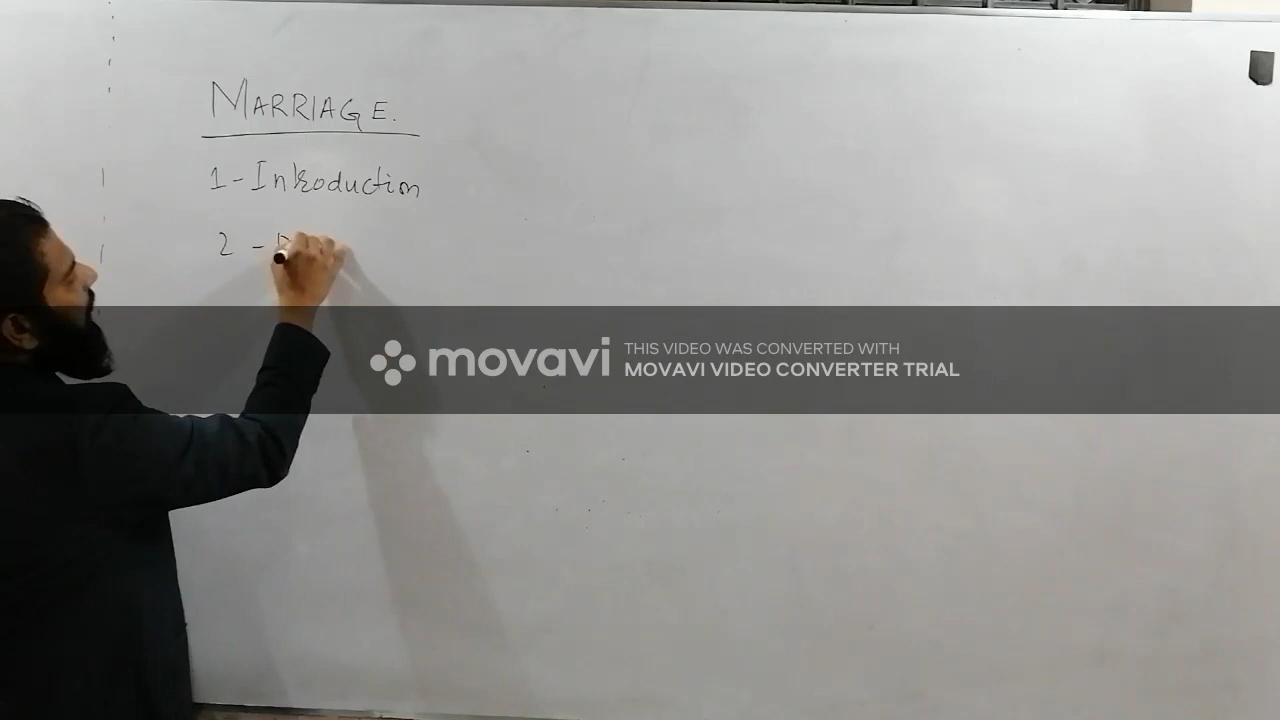 MARRIAGE.
1- Introduction
2 -
movavi
THIS VIDEO WAS CONVERTED WITH
MOVAVI VIDEO CONVERTER TRIAL